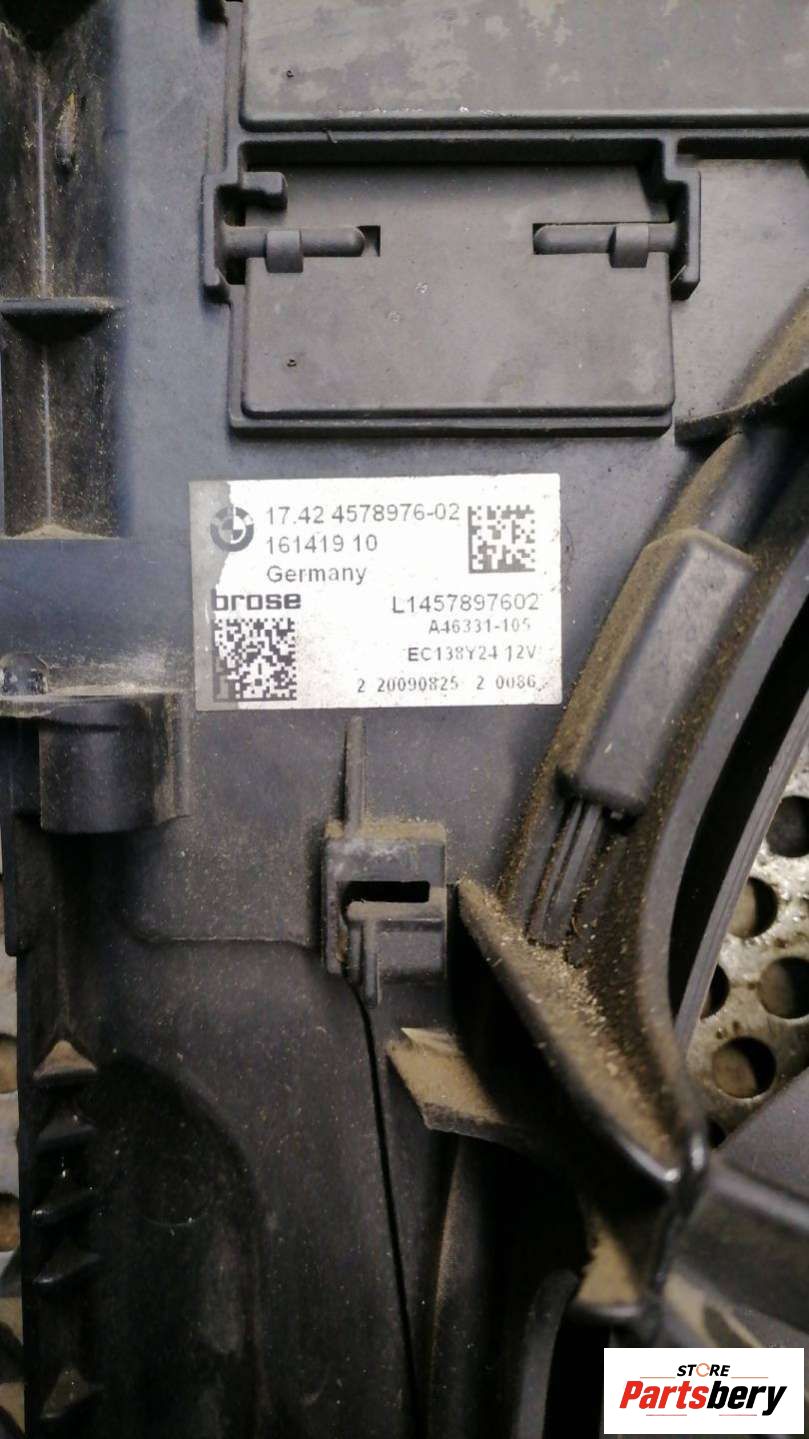 17.42 4578976-02
161419 10
Germany
brose
L1457897602
A46331-105
EC138Y24 12V
2 20090825 2 0086
STORE
Partsbery